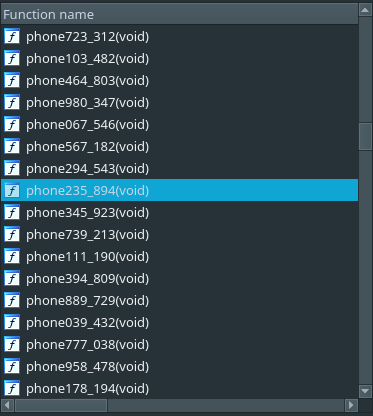 Function name
phone723_312(void)
phone103_482(void)
phone464_803(void)
phone980_347(void)
phone067_546(void)
phone567_182(void)
phone294_543(void)
phone235_894(void)
phone345_923(void)
phone739_213(void)
phone111_190(void)
phone394_809(void)
phone889_729(void)
phone039_432(void)
phone777_038(void)
phone958_478(void)
phone178_194(void)